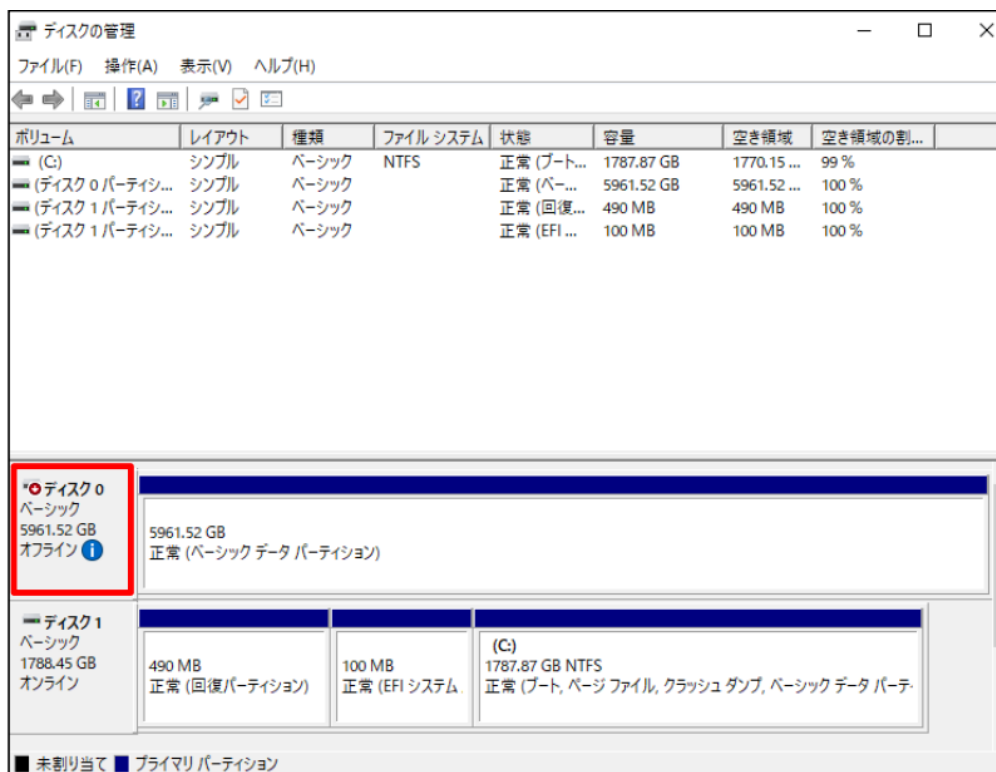 ディスクの管理
ファイル(F) 操作(A) 表示(V) ヘルプ(H)
ボリューム レイアウト 種類 ファイル システム 状態 容量 空き領域 空き領域の割...
(C:) シンプル ベーシック NTFS 正常 (ブート... 1787.87 GB 1770.15 ... 99 %
(ディスク 0 パーティシ... シンプル ベーシック 正常 (ベー... 5961.52 GB 5961.52 ... 100 %
(ディスク 1 パーティシ... シンプル ベーシック 正常 (回復... 490 MB 490 MB 100 %
(ディスク 1 パーティシ... シンプル ベーシック 正常 (EFI ... 100 MB 100 MB 100 %
ディスク 0
ベーシック
5961.52 GB
オフライン
5961.52 GB
正常 (ベーシック データ パーティション)
ディスク 1
ベーシック
1788.45 GB
オンライン
490 MB
正常 (回復パーティション)
100 MB
正常 (EFI システム
(C:)
1787.87 GB NTFS
正常 (ブート, ページ ファイル, クラッシュ ダンプ, ベーシック データ パーテ
未割り当て プライマリ パーティション